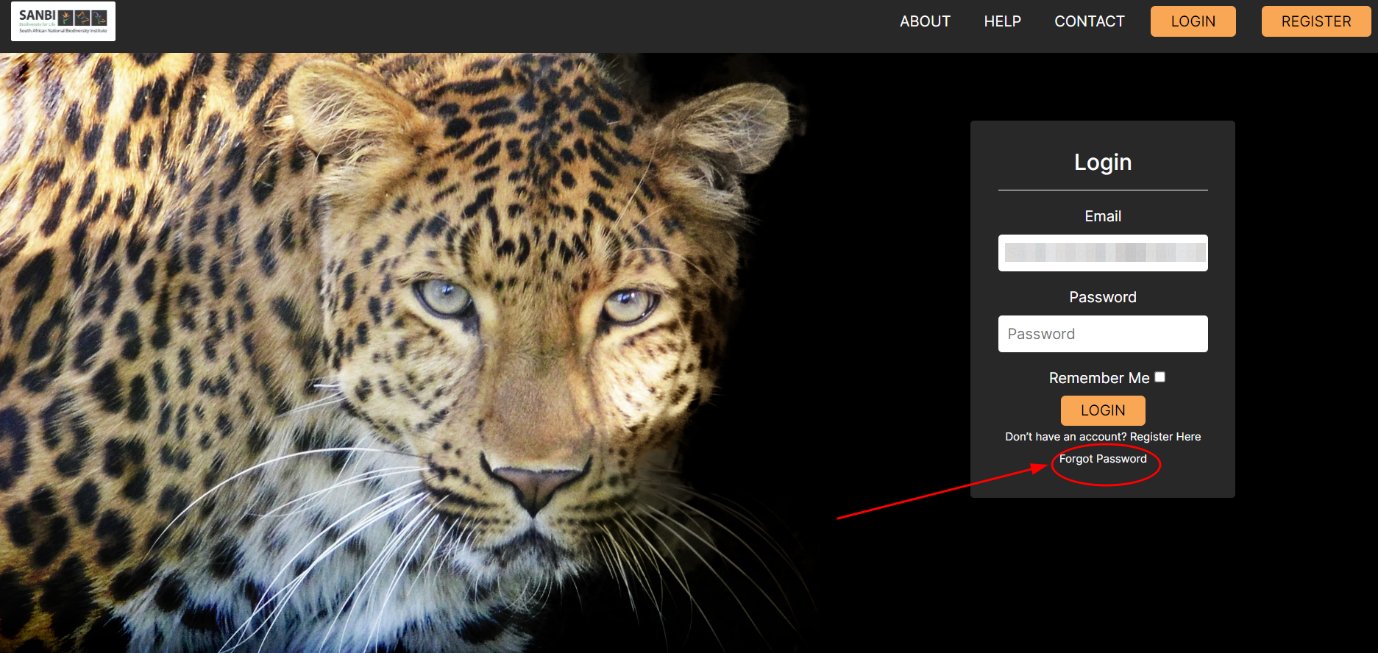 SANBI
Biodiversity for Life
South African National Biodiversity Institute
ABOUT
HELP
CONTACT
LOGIN
REGISTER
Login
Email
Password
Password
Remember Me
LOGIN
Don't have an account? Register Here
Forgot Password